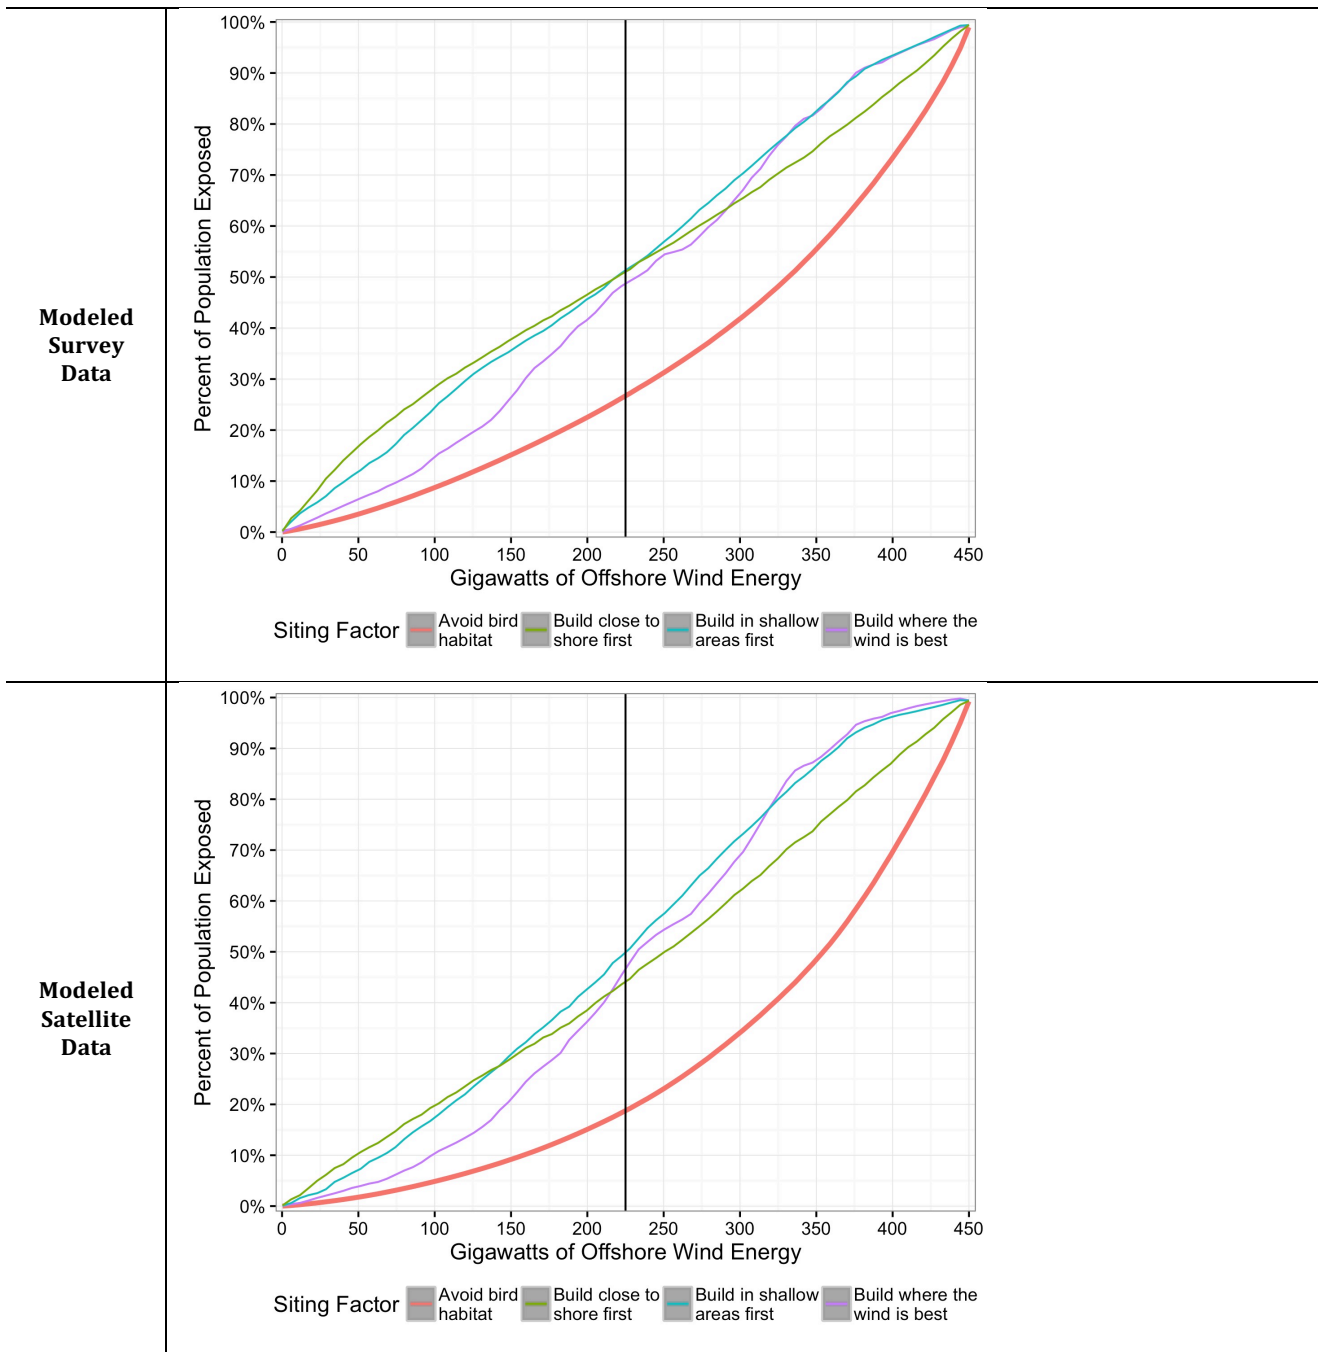 Modeled
Survey
Data
Percent of Population Exposed
100%
90%
80%
70%
60%
50%
40%
30%
20%
10%
0%
0 50 100 150 200 250 300 350 400 450
Gigawatts of Offshore Wind Energy
Siting Factor Avoid bird habitat Build close to shore first Build in shallow areas first Build where the wind is best
Modeled
Satellite
Data
Percent of Population Exposed
100%
90%
80%
70%
60%
50%
40%
30%
20%
10%
0%
0 50 100 150 200 250 300 350 400 450
Gigawatts of Offshore Wind Energy
Siting Factor Avoid bird habitat Build close to shore first Build in shallow areas first Build where the wind is best